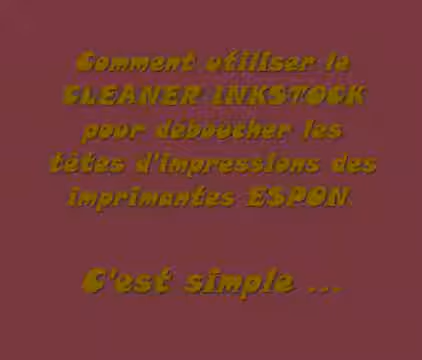 Comment utiliser le
CLEANER INKSTOCK
pour déboucher les
têtes d'impressions des
imprimantes ESPON.
C'est simple ...